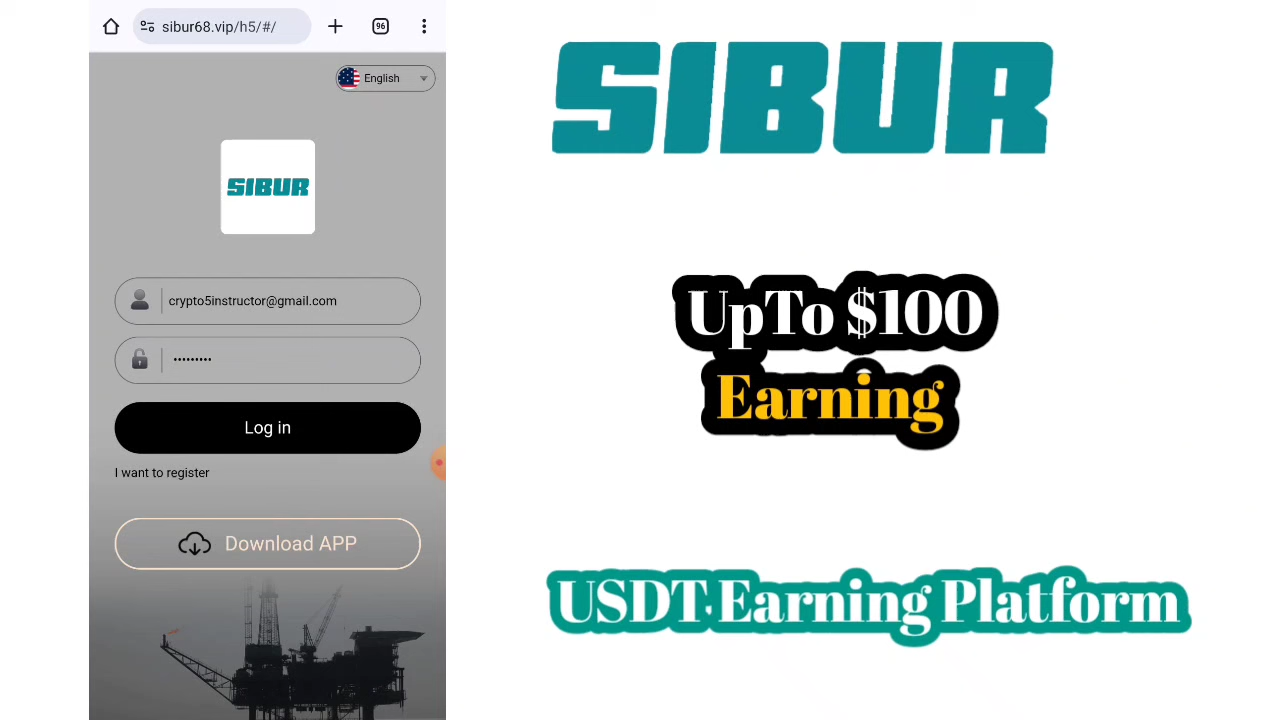 sibur68.vip/h5/#/
96
English
SIBUR
SIBUR
crypto5instructor@gmail.com
•••••••••
Log in
I want to register
Download APP
UpTo $100
Earning
USDT Earning Platform